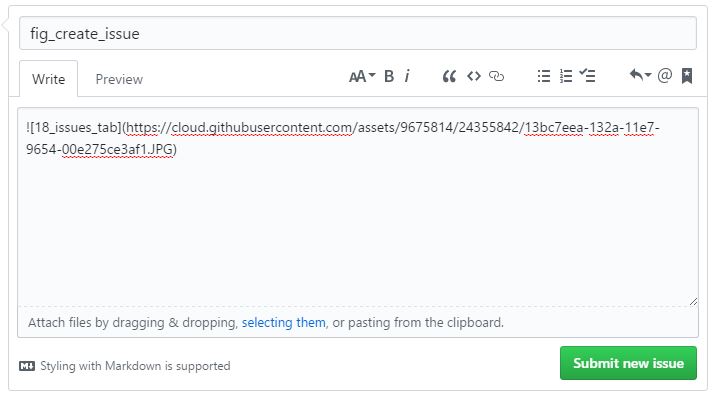 fig_create_issue
Write Preview AA B i
![18_issues_tab](https://cloud.githubusercontent.com/assets/9675814/24355842/13bc7eea-132a-11e7-
9654-00e275ce3af1.JPG)
Attach files by dragging & dropping, selecting them, or pasting from the clipboard.
Styling with Markdown is supported
Submit new issue